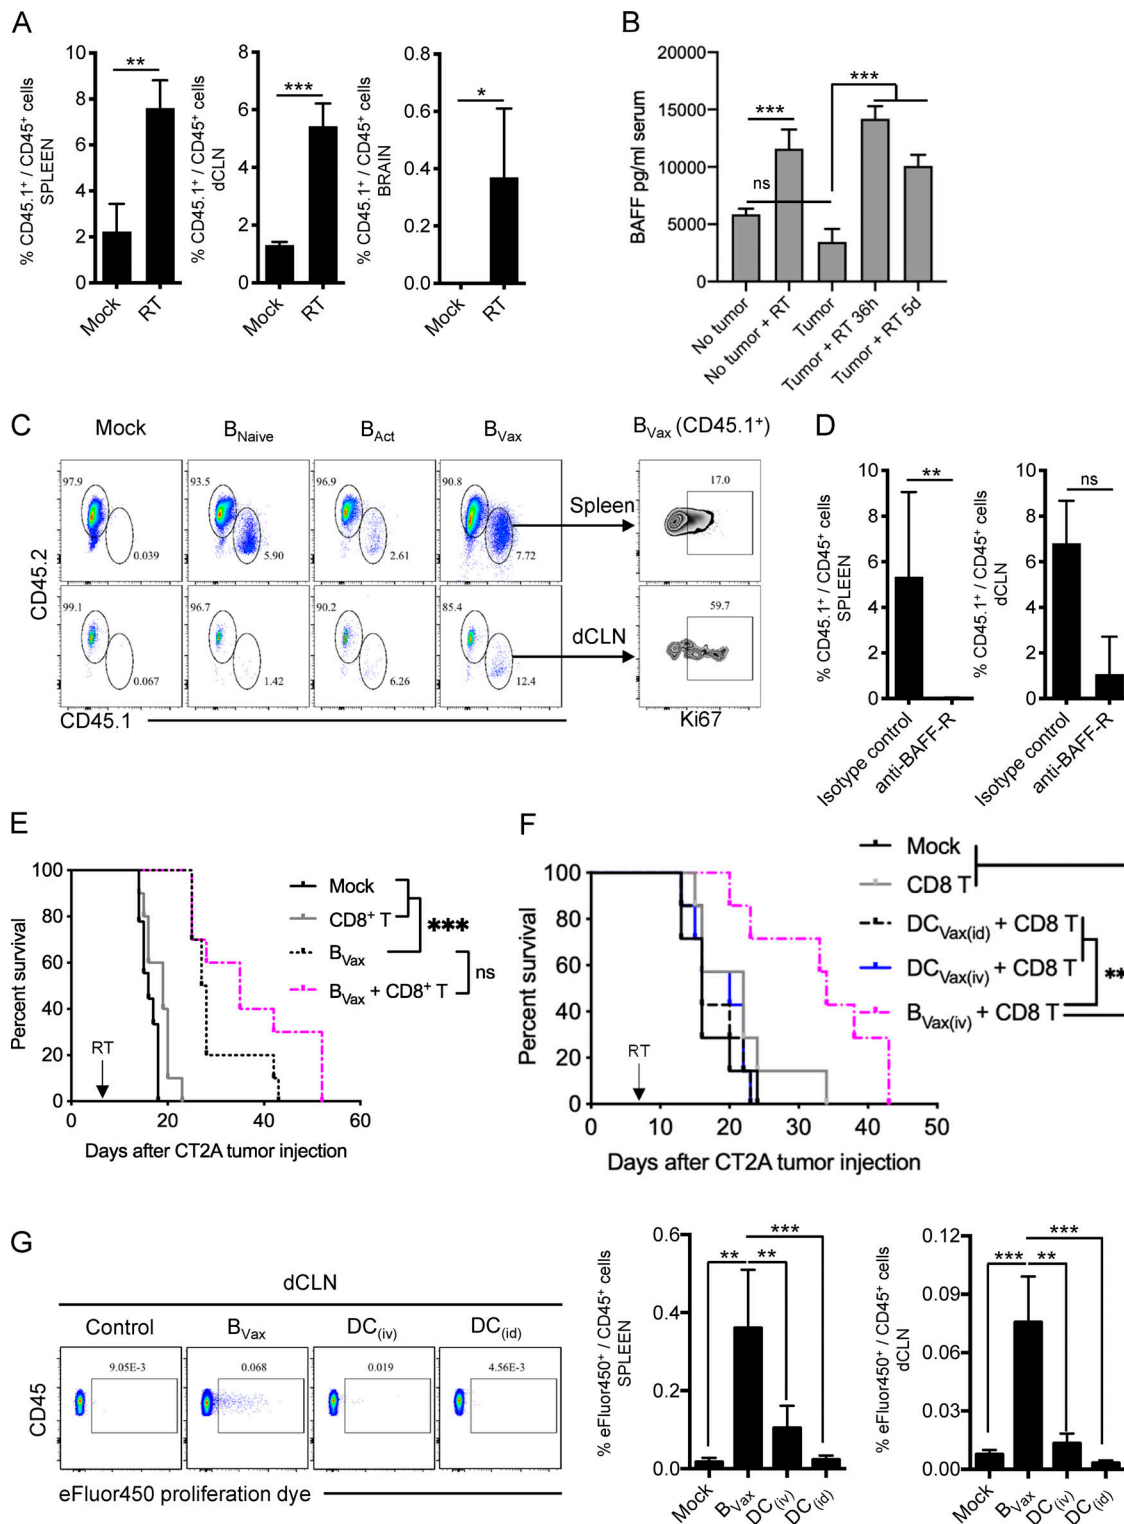 A
% CD45.1+ / CD45+ cells
SPLEEN
10
8
6
4
2
0
**
Mock
RT
% CD45.1+ / CD45+ cells
dCLN
8
6
4
2
0
***
Mock
RT
% CD45.1+ / CD45+ cells
BRAIN
0.8
0.6
0.4
0.2
0.0
*
Mock
RT
B
BAFF pg/ml serum
20000
15000
10000
5000
0
ns
***
***
No tumor
No tumor + RT
Tumor
Tumor + RT 36h
Tumor + RT 5d
C
Mock
BNaive
BAct
BVax
BVax (CD45.1+)
97.9
0.039
93.5
5.90
96.9
2.61
90.8
7.72
Spleen
17.0
99.1
0.067
96.7
1.42
90.2
6.26
85.4
12.4
dCLN
59.7
CD45.2
CD45.1
Ki67
D
% CD45.1+ / CD45+ cells
SPLEEN
10
8
6
4
2
0
**
Isotype control
anti-BAFF-R
% CD45.1+ / CD45+ cells
dCLN
10
8
6
4
2
0
ns
Isotype control
anti-BAFF-R
E
Percent survival
100
80
60
40
20
0
RT
0
20
40
60
Days after CT2A tumor injection
Mock
CD8+ T
BVax
BVax + CD8+ T
***
ns
F
Percent survival
100
80
60
40
20
0
RT
0
10
20
30
40
50
Days after CT2A tumor injection
Mock
CD8 T
DCVax(id) + CD8 T
DCVax(iv) + CD8 T
BVax(iv) + CD8 T
**
G
dCLN
Control
BVax
DC(iv)
DC(id)
9.05E-3
0.068
0.019
4.56E-3
CD45
eFluor450 proliferation dye
% eFluor450+ / CD45+ cells
SPLEEN
0.6
0.4
0.2
0.0
**
**
***
Mock
BVax
DC(iv)
DC(id)
% eFluor450+ / CD45+ cells
dCLN
0.12
0.09
0.06
0.03
0.00
***
**
***
Mock
BVax
DC(iv)
DC(id)